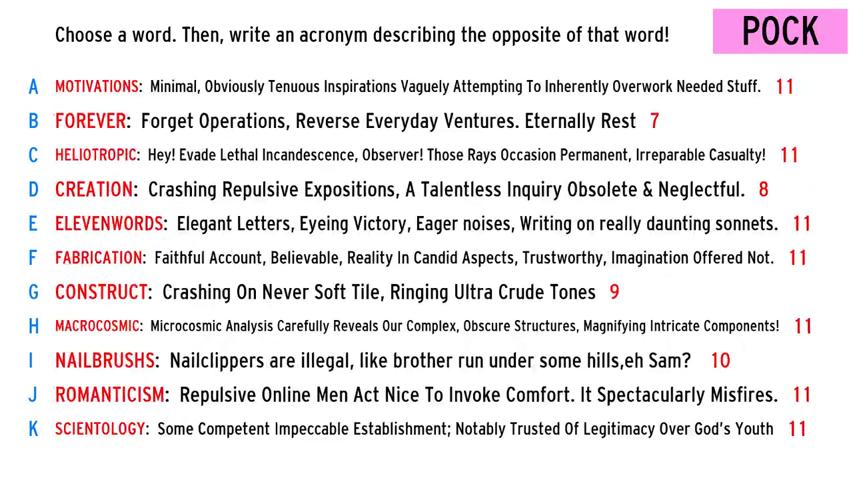 Choose a word. Then, write an acronym describing the opposite of that word!
POCK
A MOTIVATIONS: Minimal, Obviously Tenuous Inspirations Vaguely Attempting To Inherently Overwork Needed Stuff. 11
B FOREVER: Forget Operations, Reverse Everyday Ventures. Eternally Rest 7
C HELIOTROPIC: Hey! Evade Lethal Incandescence, Observer! Those Rays Occasion Permanent, Irreparable Casualty! 11
D CREATION: Crashing Repulsive Expositions, A Talentless Inquiry Obsolete & Neglectful. 8
E ELEVENWORDS: Elegant Letters, Eyeing Victory, Eager noises, Writing on really daunting sonnets. 11
F FABRICATION: Faithful Account, Believable, Reality In Candid Aspects, Trustworthy, Imagination Offered Not. 11
G CONSTRUCT: Crashing On Never Soft Tile, Ringing Ultra Crude Tones 9
H MACROCOSMIC: Microcosmic Analysis Carefully Reveals Our Complex, Obscure Structures, Magnifying Intricate Components! 11
I NAILBRUSHS: Nailclippers are illegal, like brother run under some hills,eh Sam? 10
J ROMANTICISM: Repulsive Online Men Act Nice To Invoke Comfort. It Spectacularly Misfires. 11
K SCIENTOLOGY: Some Competent Impeccable Establishment; Notably Trusted Of Legitimacy Over God's Youth 11